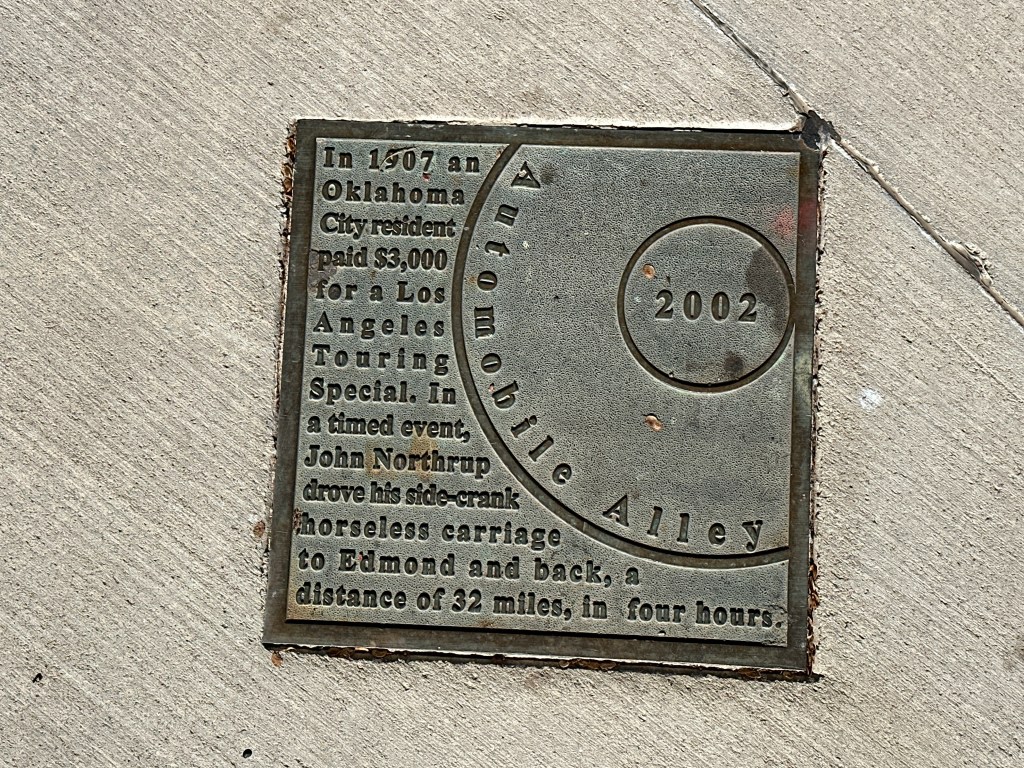 In 1907 an
Oklahoma
City resident
paid $3,000
for a Los
Angeles
Touring
Special. In
a timed event,
John Northrup
drove his side-crank
horseless carriage
to Edmond and back, a
distance of 32 miles, in four hours.
Automobile Alley
2002